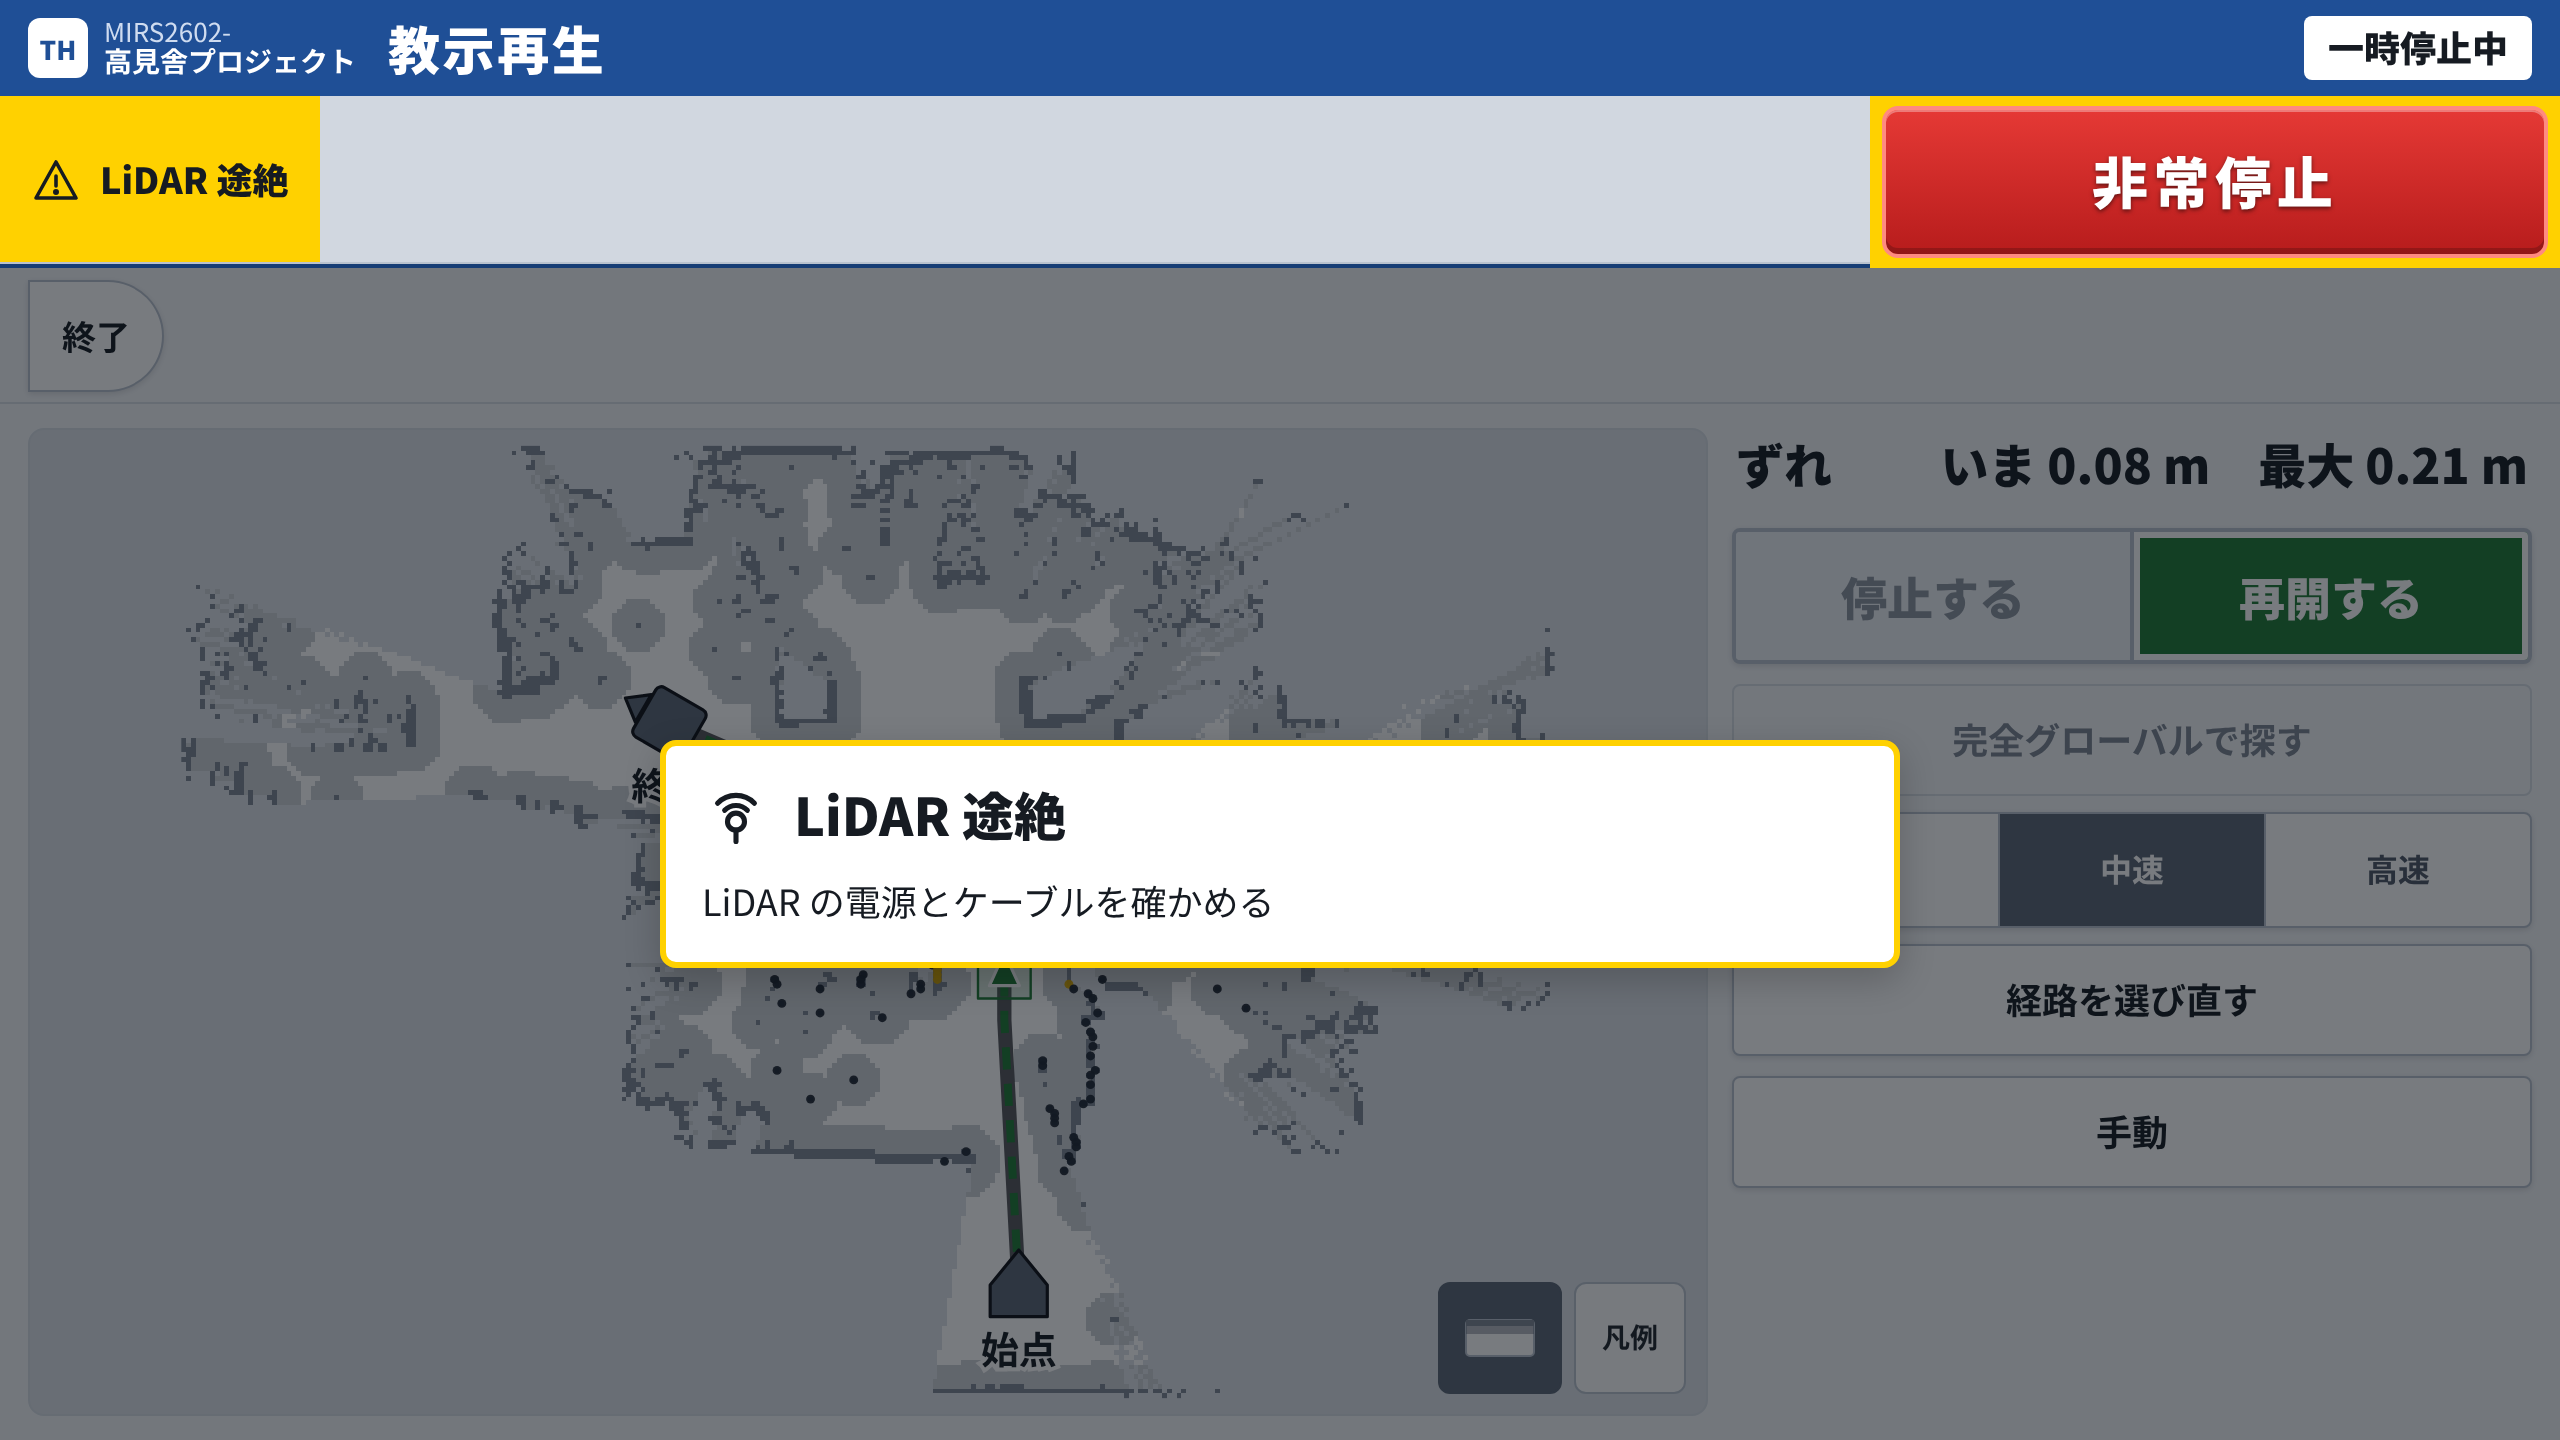 TH
MIRS2602-
高見舎プロジェクト
教示再生
一時停止中
LiDAR 途絶
非常停止
終了
ずれ いま 0.08 m 最大 0.21 m
停止する
再開する
完全グローバルで探す
LiDAR 途絶
LiDAR の電源とケーブルを確かめる
中速
高速
経路を選び直す
手動
始点
凡例